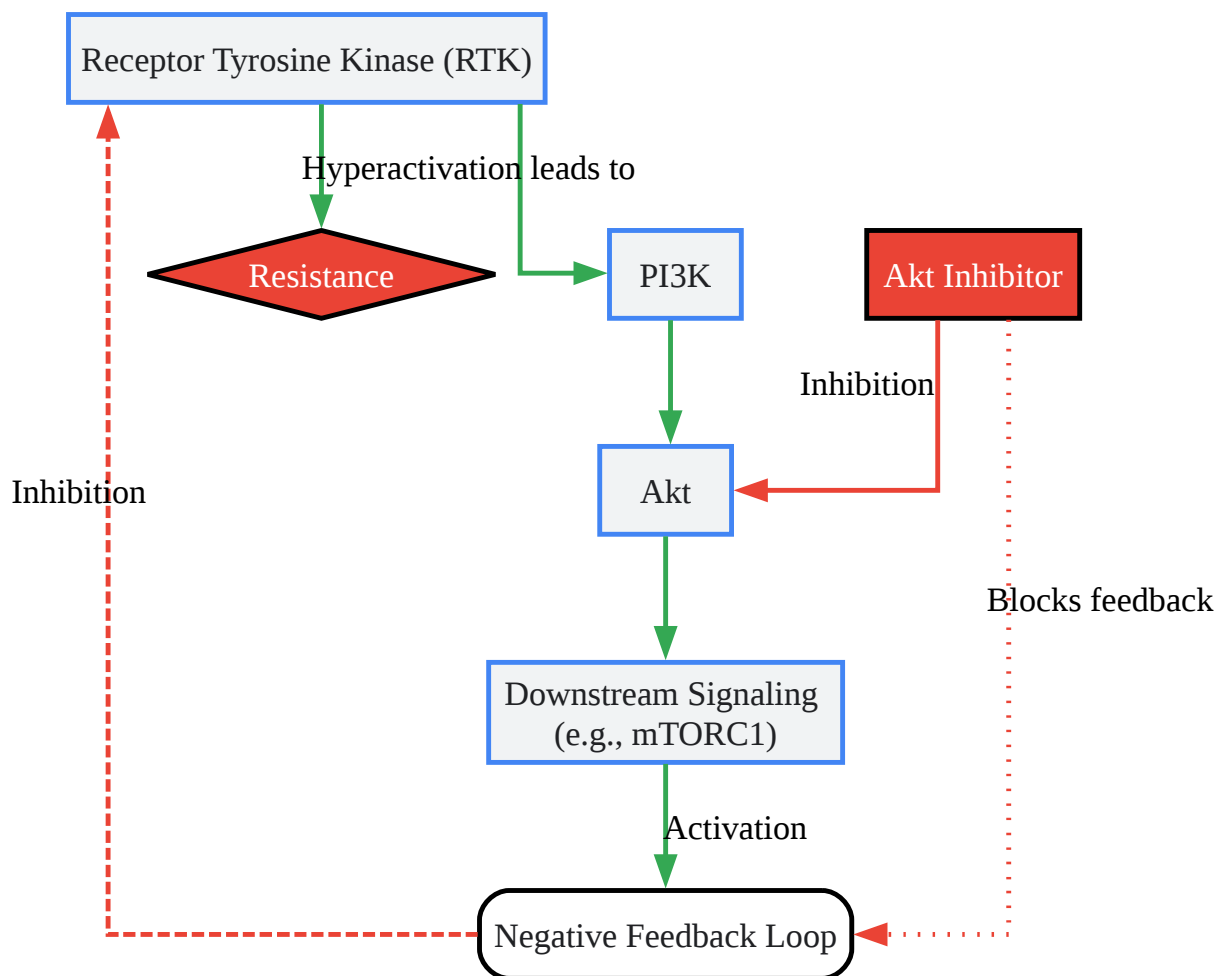 Receptor Tyrosine Kinase (RTK)
Hyperactivation leads to
Resistance
PI3K
Akt Inhibitor
Inhibition
Akt
Inhibition
Blocks feedback
Downstream Signaling
(e.g., mTORC1)
Activation
Negative Feedback Loop